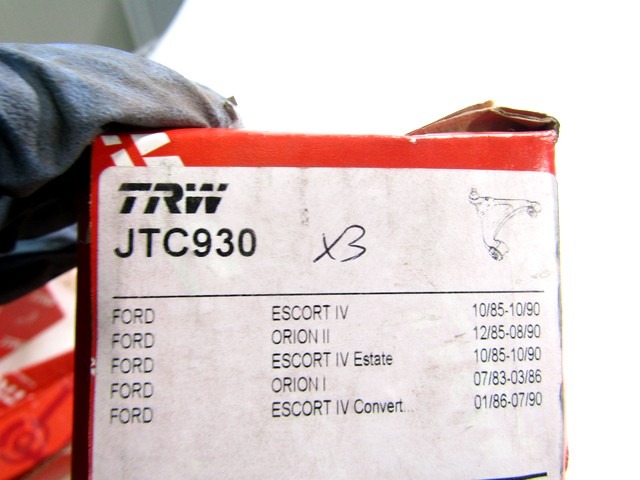 TRW
JTC930 x3
FORD ESCORT IV 10/85-10/90
FORD ORION II 12/85-08/90
FORD ESCORT IV Estate 10/85-10/90
FORD ORION I 07/83-03/86
FORD ESCORT IV Convert... 01/86-07/90